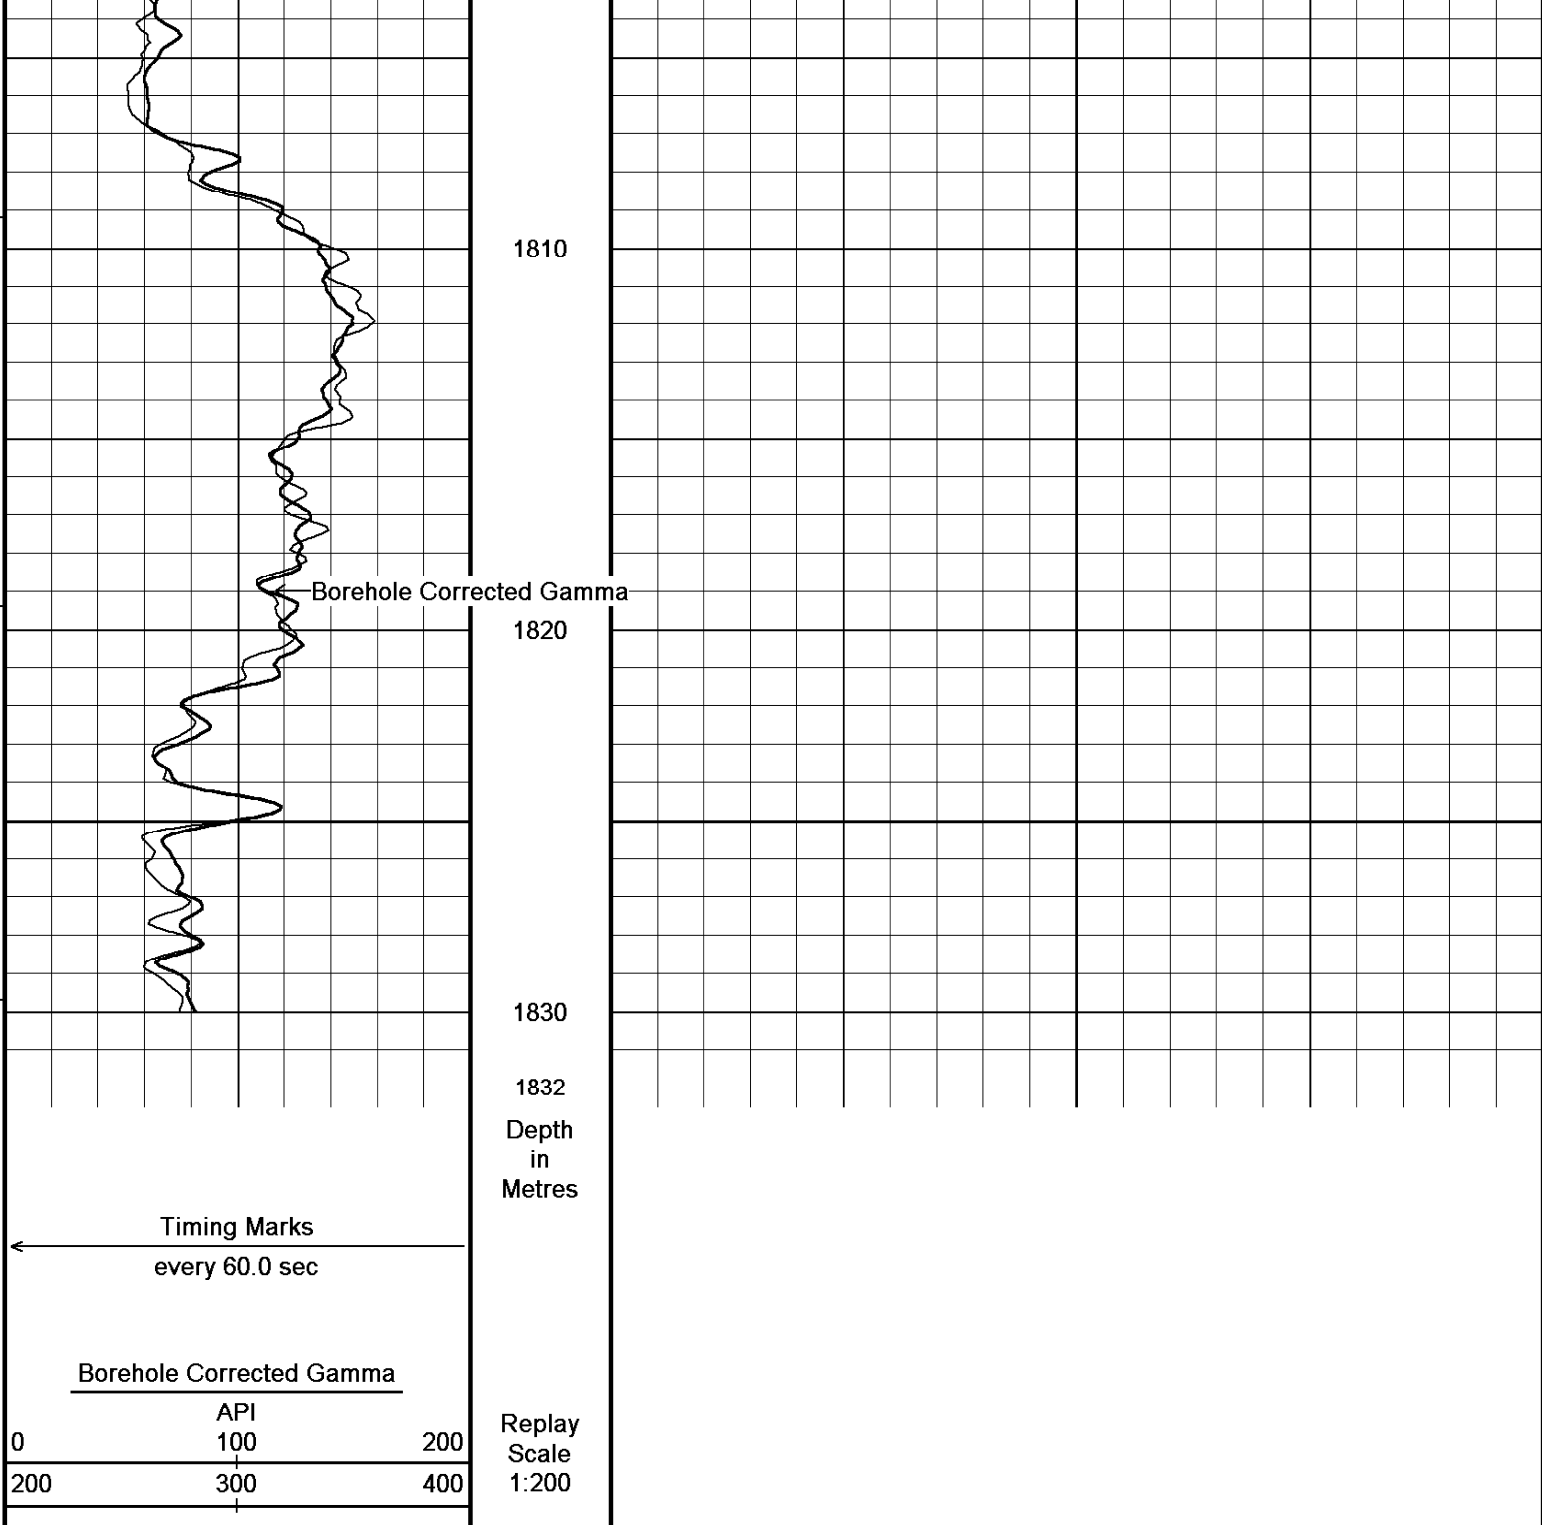 1810
Borehole Corrected Gamma
1820
1830
1832
Depth
in
Metres
Timing Marks
every 60.0 sec
Borehole Corrected Gamma
API
0 100 200
200 300 400
Replay
Scale
1:200